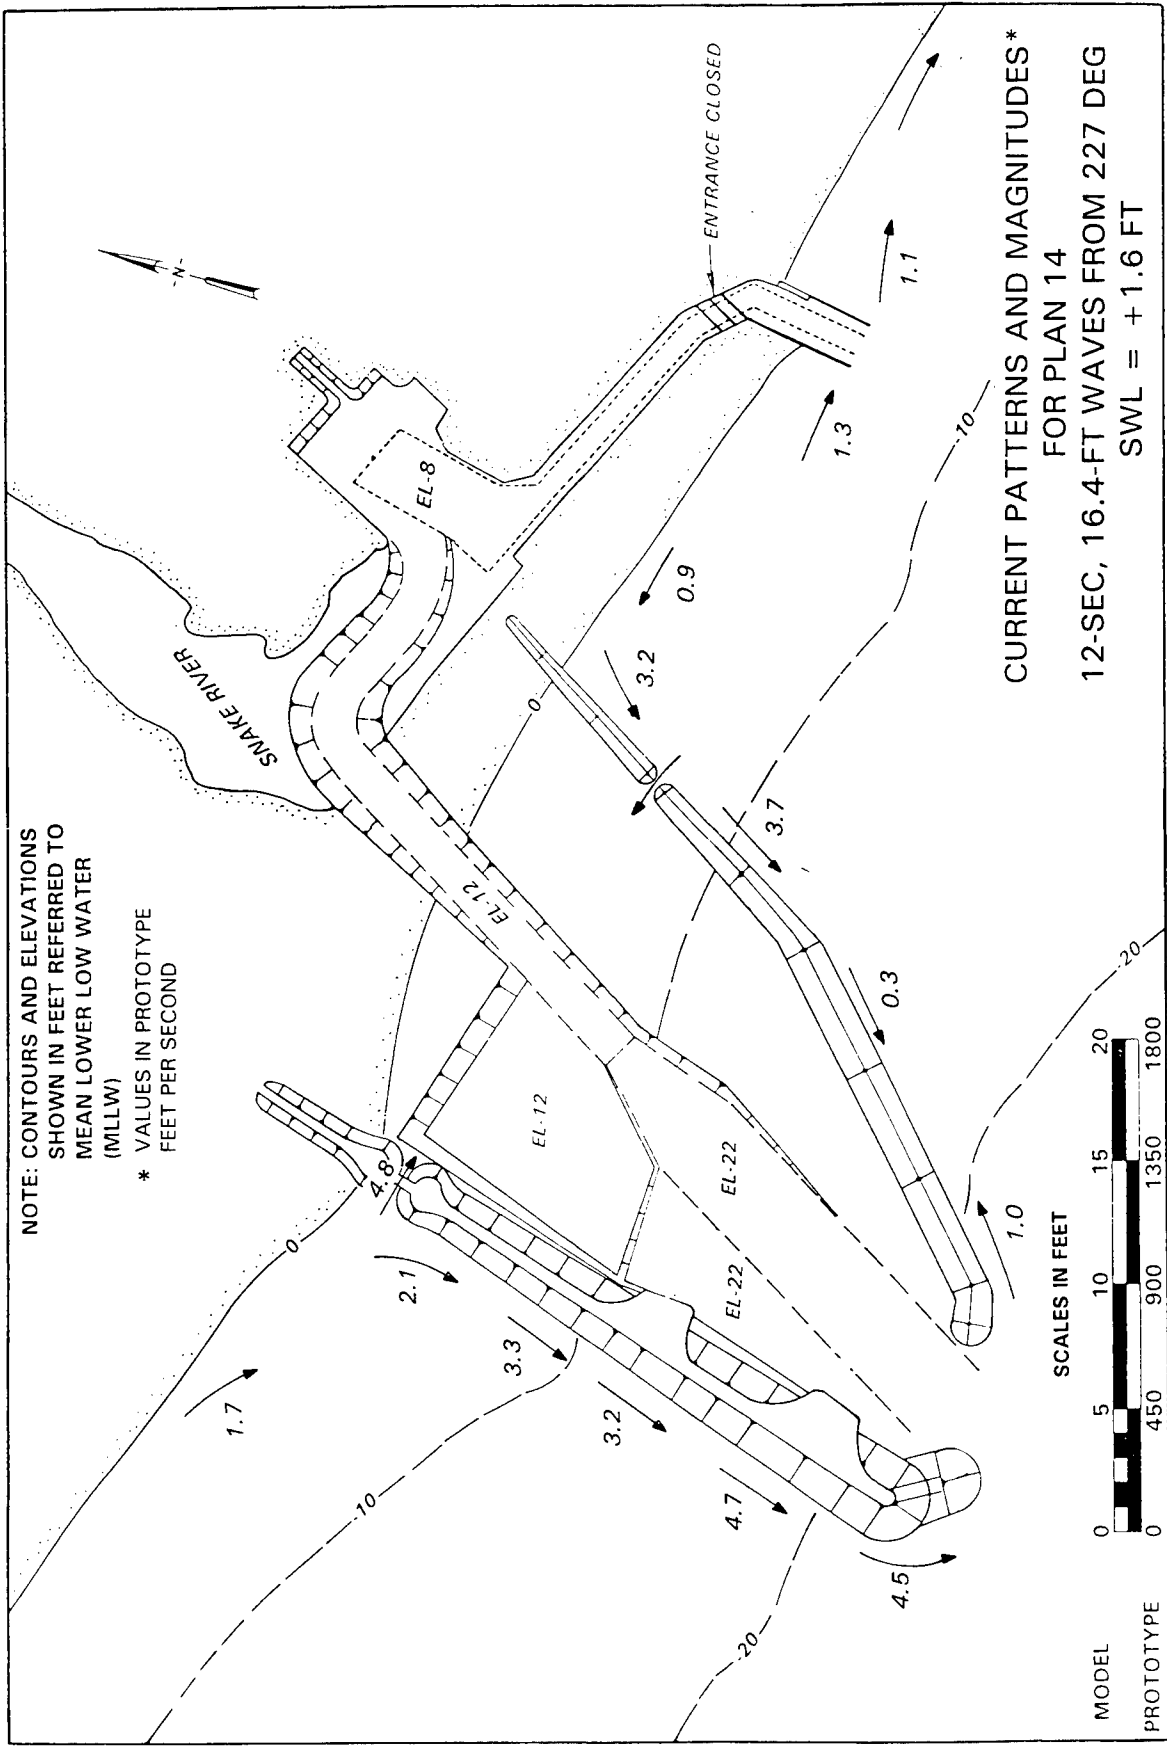 NOTE: CONTOURS AND ELEVATIONS
SHOWN IN FEET REFERRED TO
MEAN LOWER LOW WATER
(MLLW)
* VALUES IN PROTOTYPE
FEET PER SECOND
SNAKE RIVER
-N-
EL-8
ENTRANCE CLOSED
0
0
EL-12
EL-12
EL-22
EL-22
4.8
2.1
1.7
3.3
3.2
4.7
4.5
-10
-20
0.9
3.2
3.7
0.3
1.0
1.3
1.1
-10
-20
CURRENT PATTERNS AND MAGNITUDES*
FOR PLAN 14
12-SEC, 16.4-FT WAVES FROM 227 DEG
SWL = +1.6 FT
SCALES IN FEET
MODEL 0 5 10 15 20
PROTOTYPE 0 450 900 1350 1800